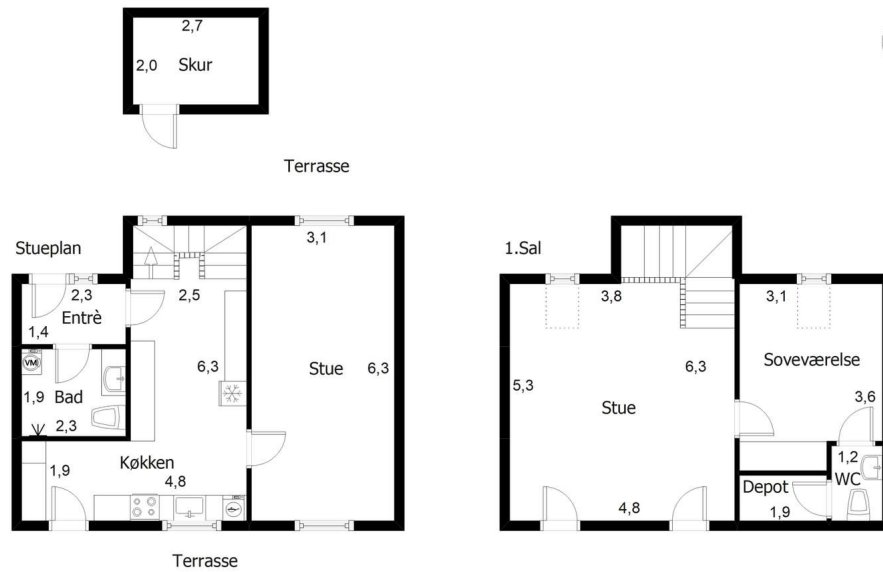 2,7
2,0
Skur
Terrasse
Stueplan
2,3
Entrè
1,4
2,5
3,1
6,3
Stue
6,3
VM
1,9
Bad
2,3
Køkken
1,9
4,8
Terrasse
1.Sal
3,8
3,1
5,3
6,3
Soveværelse
3,6
Stue
1,2
WC
Depot
1,9
4,8